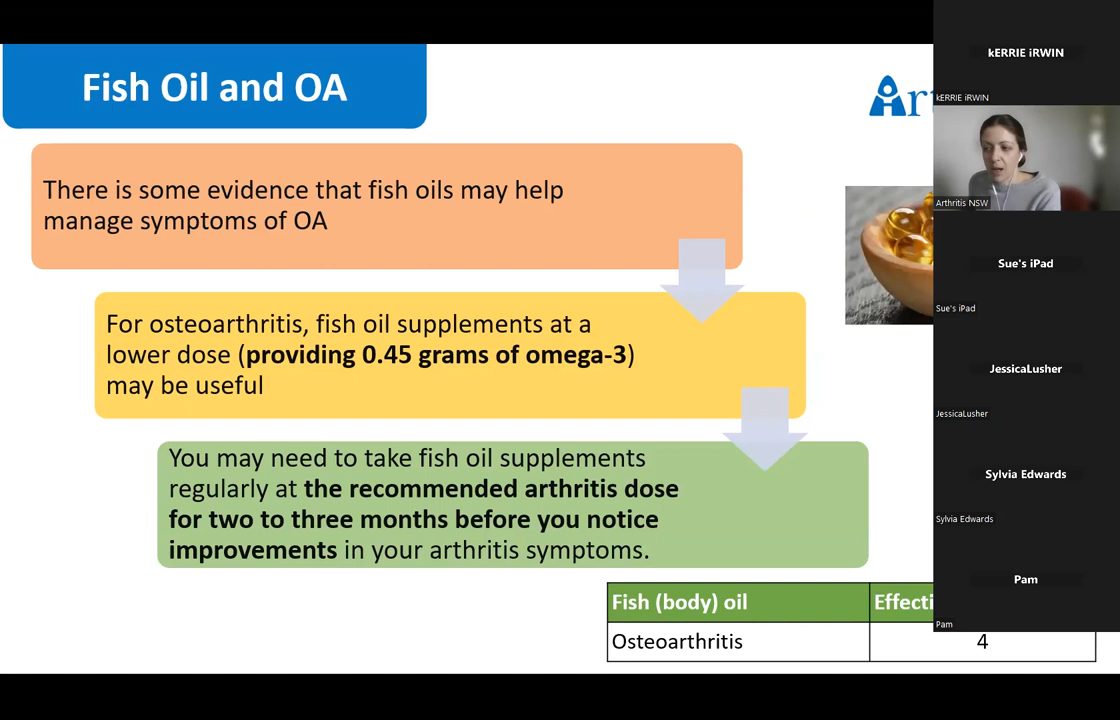 Fish Oil and OA
There is some evidence that fish oils may help
manage symptoms of OA
For osteoarthritis, fish oil supplements at a
lower dose (providing 0.45 grams of omega-3)
may be useful
You may need to take fish oil supplements
regularly at the recommended arthritis dose
for two to three months before you notice
improvements in your arthritis symptoms.
Fish (body) oil
Osteoarthritis
4
kERRIE iRWIN
kERRIE iRWIN
Arthritis NSW
Sue's iPad
Sue's iPad
JessicaLusher
JessicaLusher
Sylvia Edwards
Sylvia Edwards
Pam
Pam